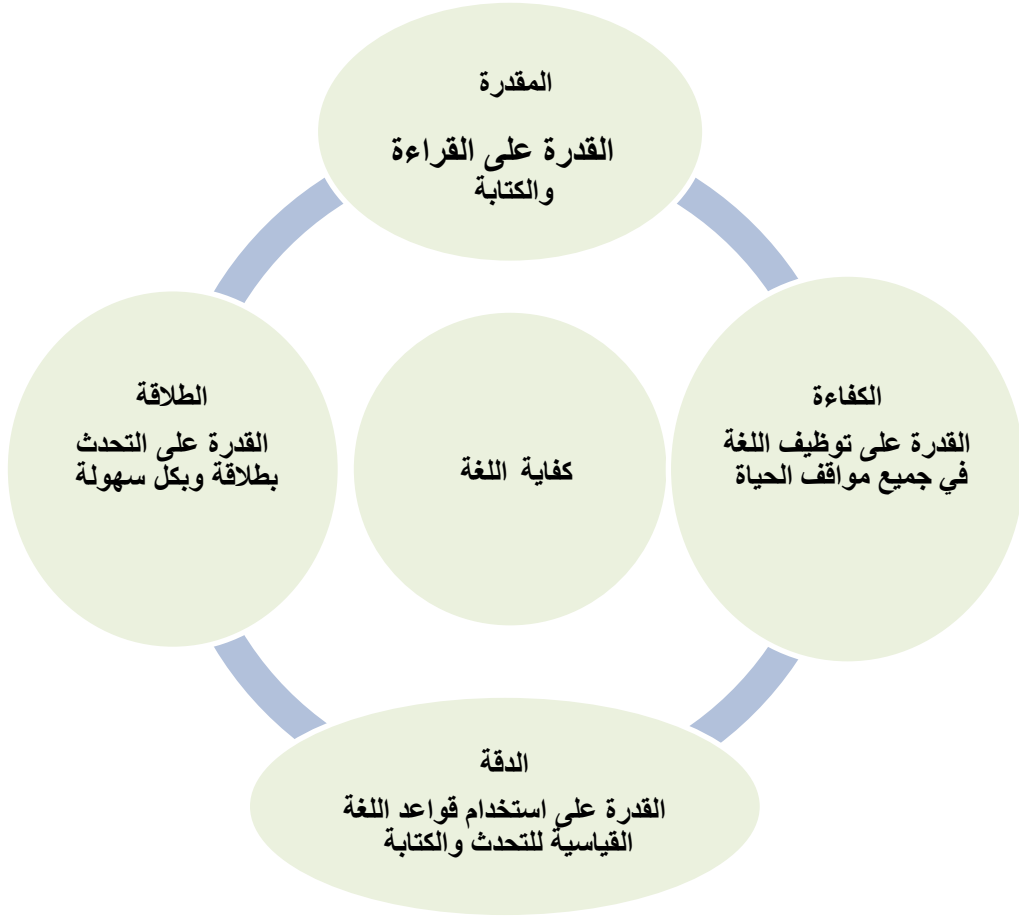 المقدرة
القدرة على القراءة
والكتابة
الكفاءة
القدرة على توظيف اللغة
في جميع مواقف الحياة
كفاية اللغة
الطلاقة
القدرة على التحدث
بطلاقة وبكل سهولة
الدقة
القدرة على استخدام قواعد اللغة
القياسية للتحدث والكتابة